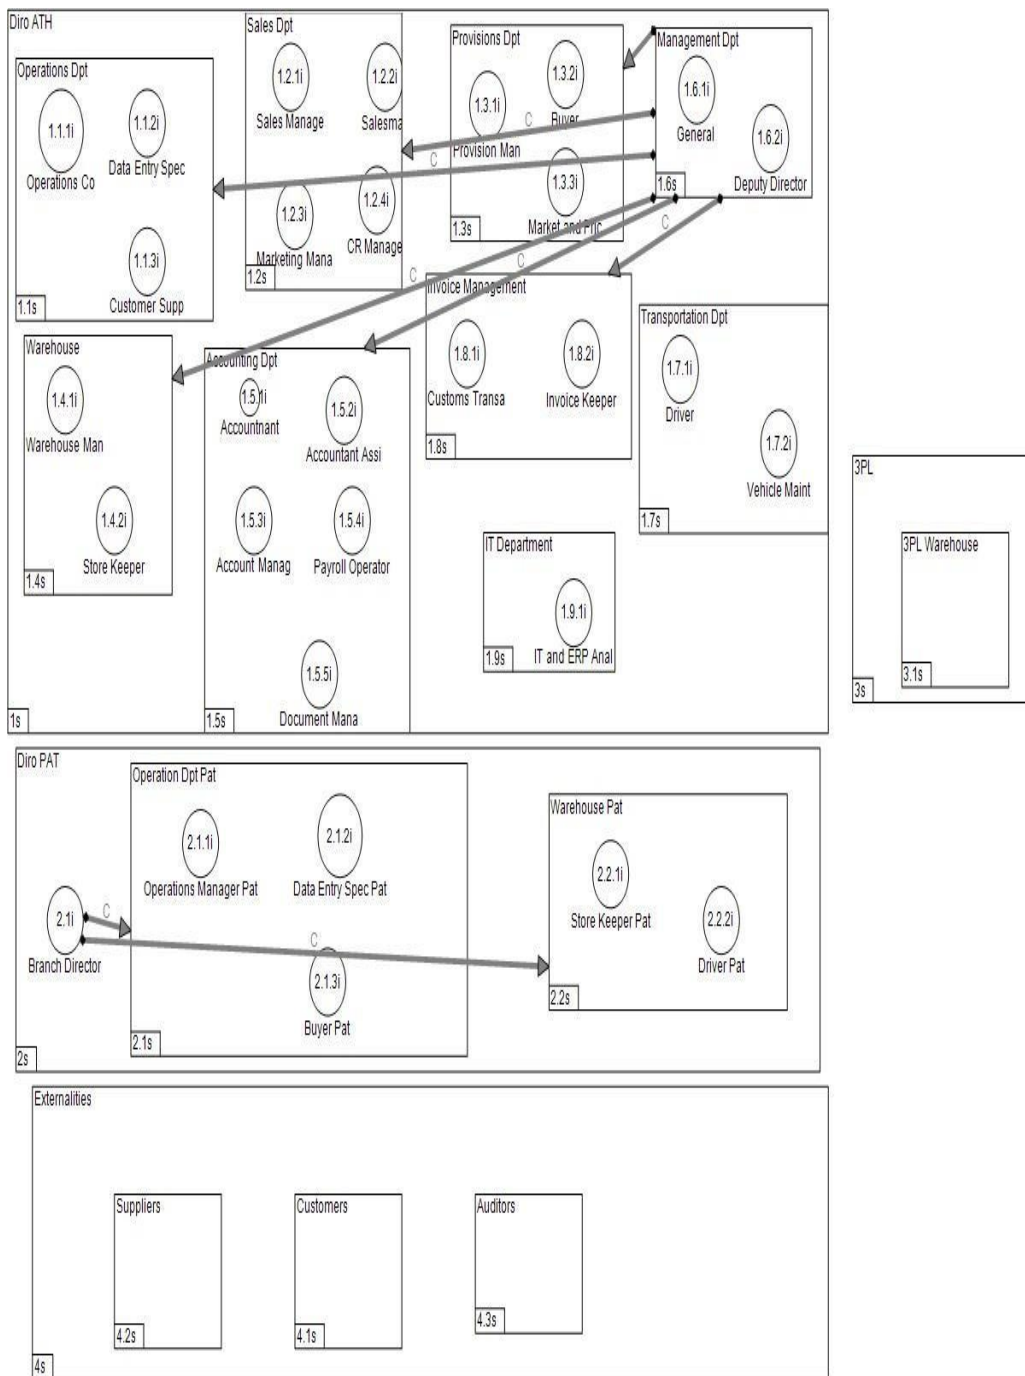 Diro ATH
Operations Dpt
1.1.1i
Operations Co
1.1.2i
Data Entry Spec
1.1.3i
Customer Supp
1.1s
Sales Dpt
1.2.1i
Sales Manage
1.2.2i
Salesma
1.2.3i
Marketing Mana
1.2.4i
CR Manage
1.2s
Provisions Dpt
1.3.1i
Provision Man
1.3.2i
Buyer
1.3.3i
Market and Pric
1.3s
Management Dpt
1.6.1i
General
1.6.2i
Deputy Director
1.6s
C
C
C
C
C
Warehouse
1.4.1i
Warehouse Man
1.4.2i
Store Keeper
1.4s
Accounting Dpt
1.5.1i
Accountnant
1.5.2i
Accountant Assi
1.5.3i
Account Manag
1.5.4i
Payroll Operator
1.5.5i
Document Mana
1.5s
Invoice Management
1.8.1i
Customs Transa
1.8.2i
Invoice Keeper
1.8s
Transportation Dpt
1.7.1i
Driver
1.7.2i
Vehicle Maint
1.7s
IT Department
1.9.1i
IT and ERP Anal
1.9s
1s
3PL
3PL Warehouse
3.1s
3s
Diro PAT
2.1i
Branch Director
C
C
Operation Dpt Pat
2.1.1i
Operations Manager Pat
2.1.2i
Data Entry Spec Pat
2.1.3i
Buyer Pat
2.1s
Warehouse Pat
2.2.1i
Store Keeper Pat
2.2.2i
Driver Pat
2.2s
2s
Externalities
Suppliers
4.2s
Customers
4.1s
Auditors
4.3s
4s